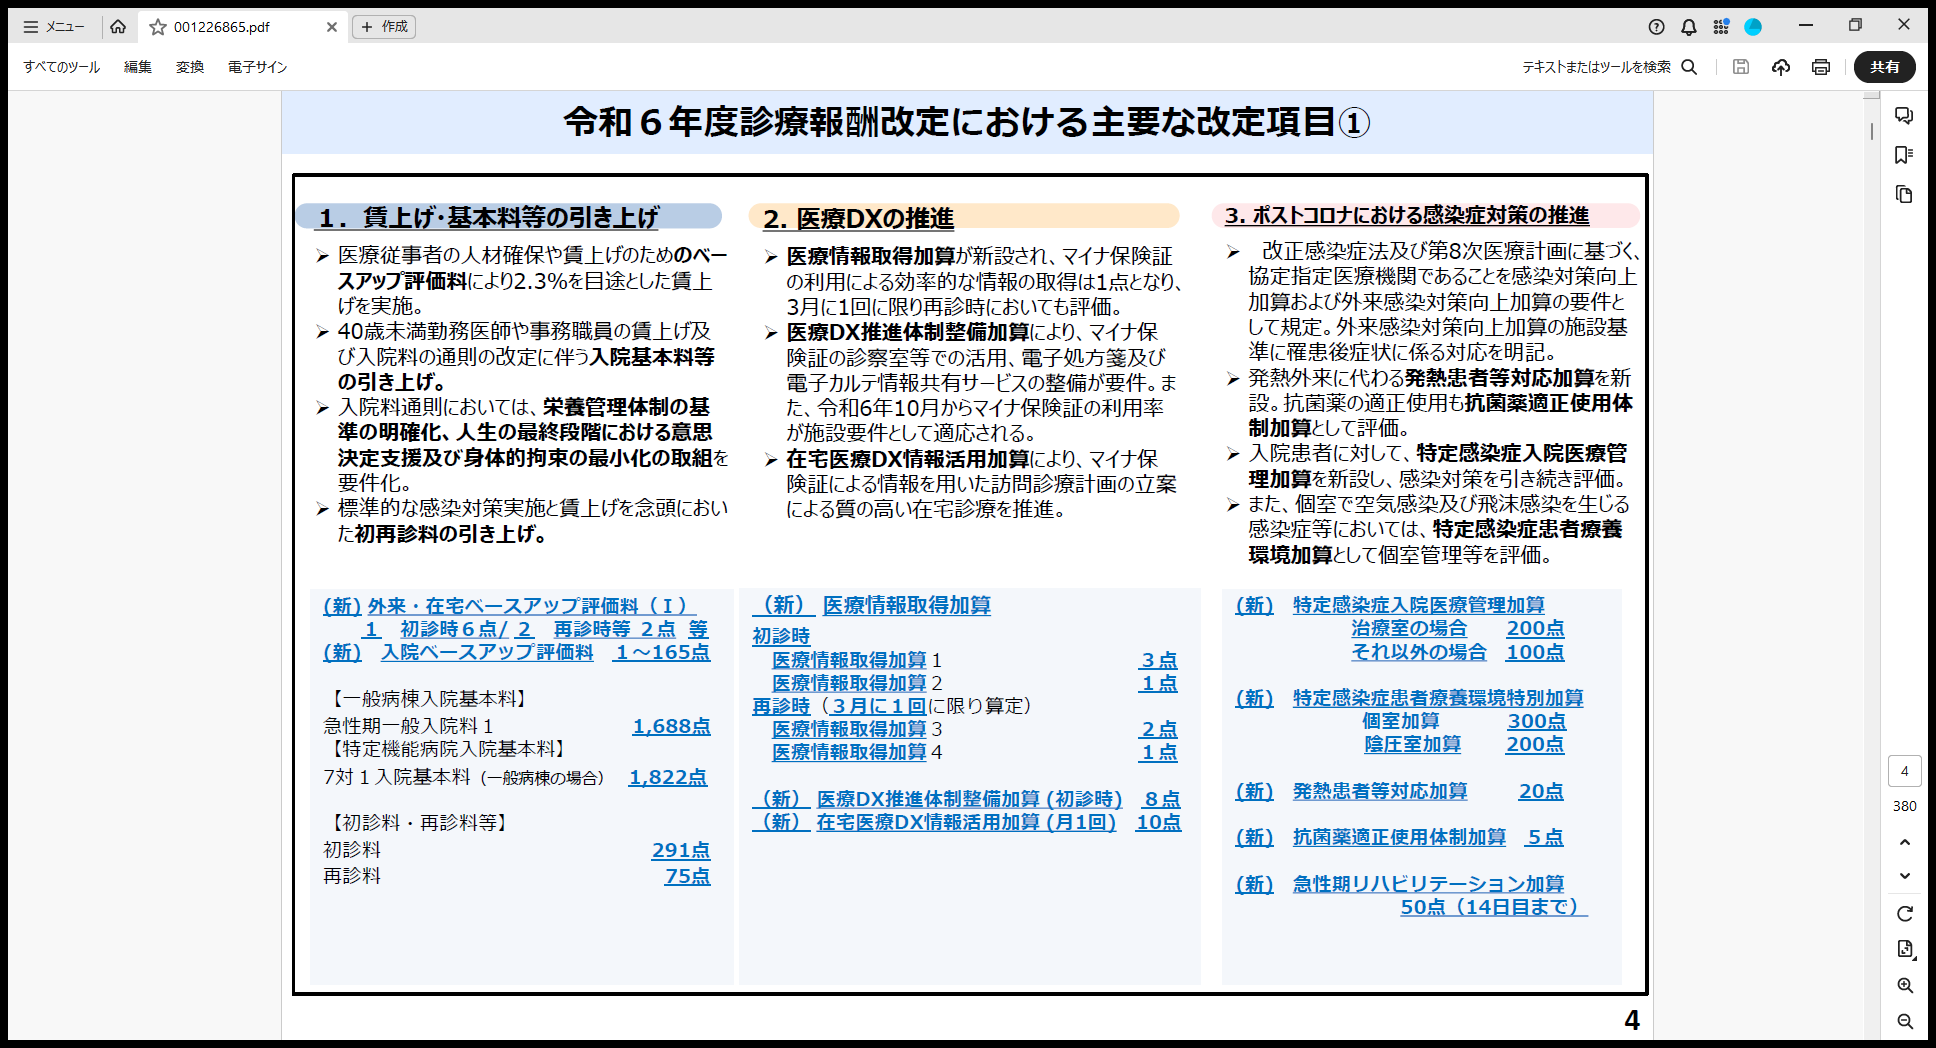 メニュー
001226865.pdf
作成
すべてのツール 編集 変換 電子サイン
テキストまたはツールを検索
共有
令和６年度診療報酬改定における主要な改定項目①
１．賃上げ・基本料等の引き上げ
➢ 医療従事者の人材確保や賃上げのためのベー
スアップ評価料により2.3%を目途とした賃上
げを実施。
➢ 40歳未満勤務医師や事務職員の賃上げ及
び入院料の通則の改定に伴う入院基本料等
の引き上げ。
➢ 入院料通則においては、栄養管理体制の基
準の明確化、人生の最終段階における意思
決定支援及び身体的拘束の最小化の取組を
要件化。
➢ 標準的な感染対策実施と賃上げを念頭におい
た初再診料の引き上げ。
(新) 外来・在宅ベースアップ評価料（Ⅰ）
１ 初診時６点/ ２ 再診時等 ２点 等
(新) 入院ベースアップ評価料 １～165点
【一般病棟入院基本料】
急性期一般入院料１ 1,688点
【特定機能病院入院基本料】
7対１入院基本料（一般病棟の場合） 1,822点
【初診料・再診料等】
初診料 291点
再診料 75点
2. 医療DXの推進
➢ 医療情報取得加算が新設され、マイナ保険証
の利用による効率的な情報の取得は1点となり、
3月に1回に限り再診時においても評価。
➢ 医療DX推進体制整備加算により、マイナ保
険証の診察室等での活用、電子処方箋及び
電子カルテ情報共有サービスの整備が要件。ま
た、令和6年10月からマイナ保険証の利用率
が施設要件として適応される。
➢ 在宅医療DX情報活用加算により、マイナ保
険証による情報を用いた訪問診療計画の立案
による質の高い在宅診療を推進。
（新） 医療情報取得加算
初診時
医療情報取得加算１ ３点
医療情報取得加算２ １点
再診時（３月に１回に限り算定）
医療情報取得加算３ ２点
医療情報取得加算４ １点
（新） 医療DX推進体制整備加算 (初診時) ８点
（新） 在宅医療DX情報活用加算 (月1回) 10点
3. ポストコロナにおける感染症対策の推進
➢ 改正感染症法及び第8次医療計画に基づく、
協定指定医療機関であることを感染対策向上
加算および外来感染対策向上加算の要件と
して規定。外来感染対策向上加算の施設基
準に罹患後症状に係る対応を明記。
➢ 発熱外来に代わる発熱患者等対応加算を新
設。抗菌薬の適正使用も抗菌薬適正使用体
制加算として評価。
➢ 入院患者に対して、特定感染症入院医療管
理加算を新設し、感染対策を引き続き評価。
➢ また、個室で空気感染及び飛沫感染を生じる
感染症等においては、特定感染症患者療養
環境加算として個室管理等を評価。
(新) 特定感染症入院医療管理加算
治療室の場合 200点
それ以外の場合 100点
(新) 特定感染症患者療養環境特別加算
個室加算 300点
陰圧室加算 200点
(新) 発熱患者等対応加算 20点
(新) 抗菌薬適正使用体制加算 ５点
(新) 急性期リハビリテーション加算
50点（14日目まで）
4
4
380